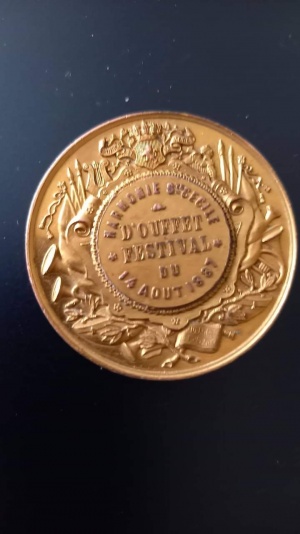 HARMONIE Ste CECILE
D'OUFFET
FESTIVAL
DU
14 AOUT 1887